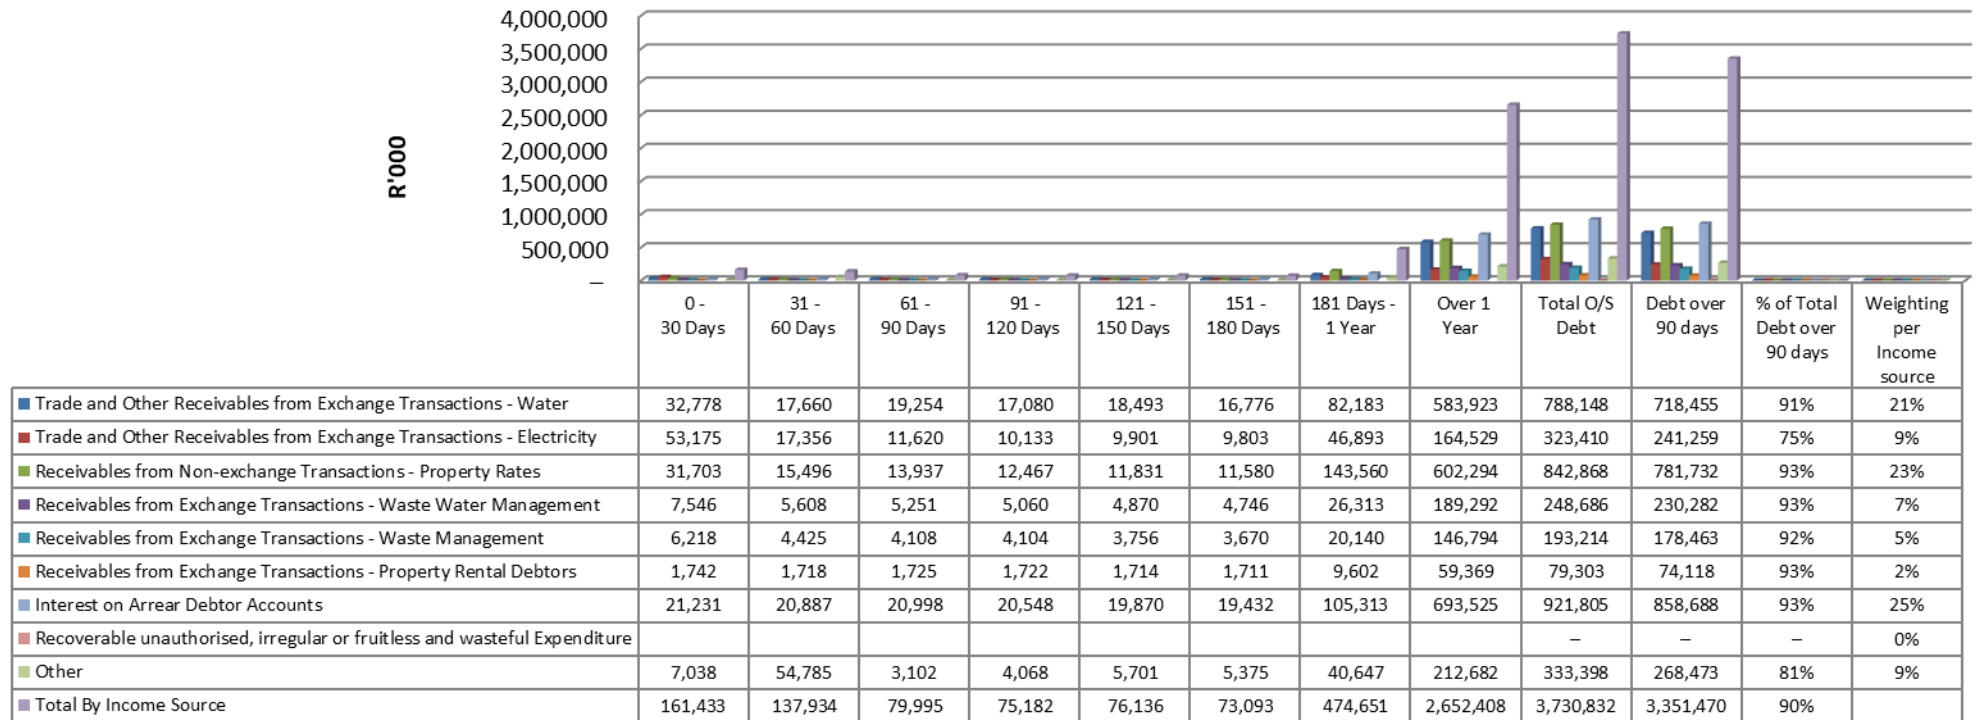 4,000,000
3,500,000
3,000,000
2,500,000
2,000,000
1,500,000
1,000,000
500,000
–
R'000
0 - 30 Days
31 - 60 Days
61 - 90 Days
91 - 120 Days
121 - 150 Days
151 - 180 Days
181 Days - 1 Year
Over 1 Year
Total O/S Debt
Debt over 90 days
% of Total Debt over 90 days
Weighting per Income source
Trade and Other Receivables from Exchange Transactions - Water 32,778 17,660 19,254 17,080 18,493 16,776 82,183 583,923 788,148 718,455 91% 21%
Trade and Other Receivables from Exchange Transactions - Electricity 53,175 17,356 11,620 10,133 9,901 9,803 46,893 164,529 323,410 241,259 75% 9%
Receivables from Non-exchange Transactions - Property Rates 31,703 15,496 13,937 12,467 11,831 11,580 143,560 602,294 842,868 781,732 93% 23%
Receivables from Exchange Transactions - Waste Water Management 7,546 5,608 5,251 5,060 4,870 4,746 26,313 189,292 248,686 230,282 93% 7%
Receivables from Exchange Transactions - Waste Management 6,218 4,425 4,108 4,104 3,756 3,670 20,140 146,794 193,214 178,463 92% 5%
Receivables from Exchange Transactions - Property Rental Debtors 1,742 1,718 1,725 1,722 1,714 1,711 9,602 59,369 79,303 74,118 93% 2%
Interest on Arrear Debtor Accounts 21,231 20,887 20,998 20,548 19,870 19,432 105,313 693,525 921,805 858,688 93% 25%
Recoverable unauthorised, irregular or fruitless and wasteful Expenditure – – – 0%
Other 7,038 54,785 3,102 4,068 5,701 5,375 40,647 212,682 333,398 268,473 81% 9%
Total By Income Source 161,433 137,934 79,995 75,182 76,136 73,093 474,651 2,652,408 3,730,832 3,351,470 90%